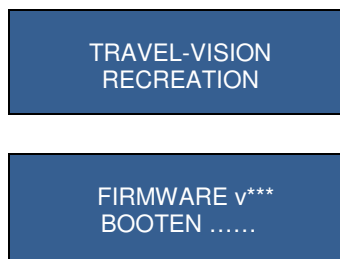 TRAVEL-VISION
RECREATION
FIRMWARE v***
BOOTEN ……